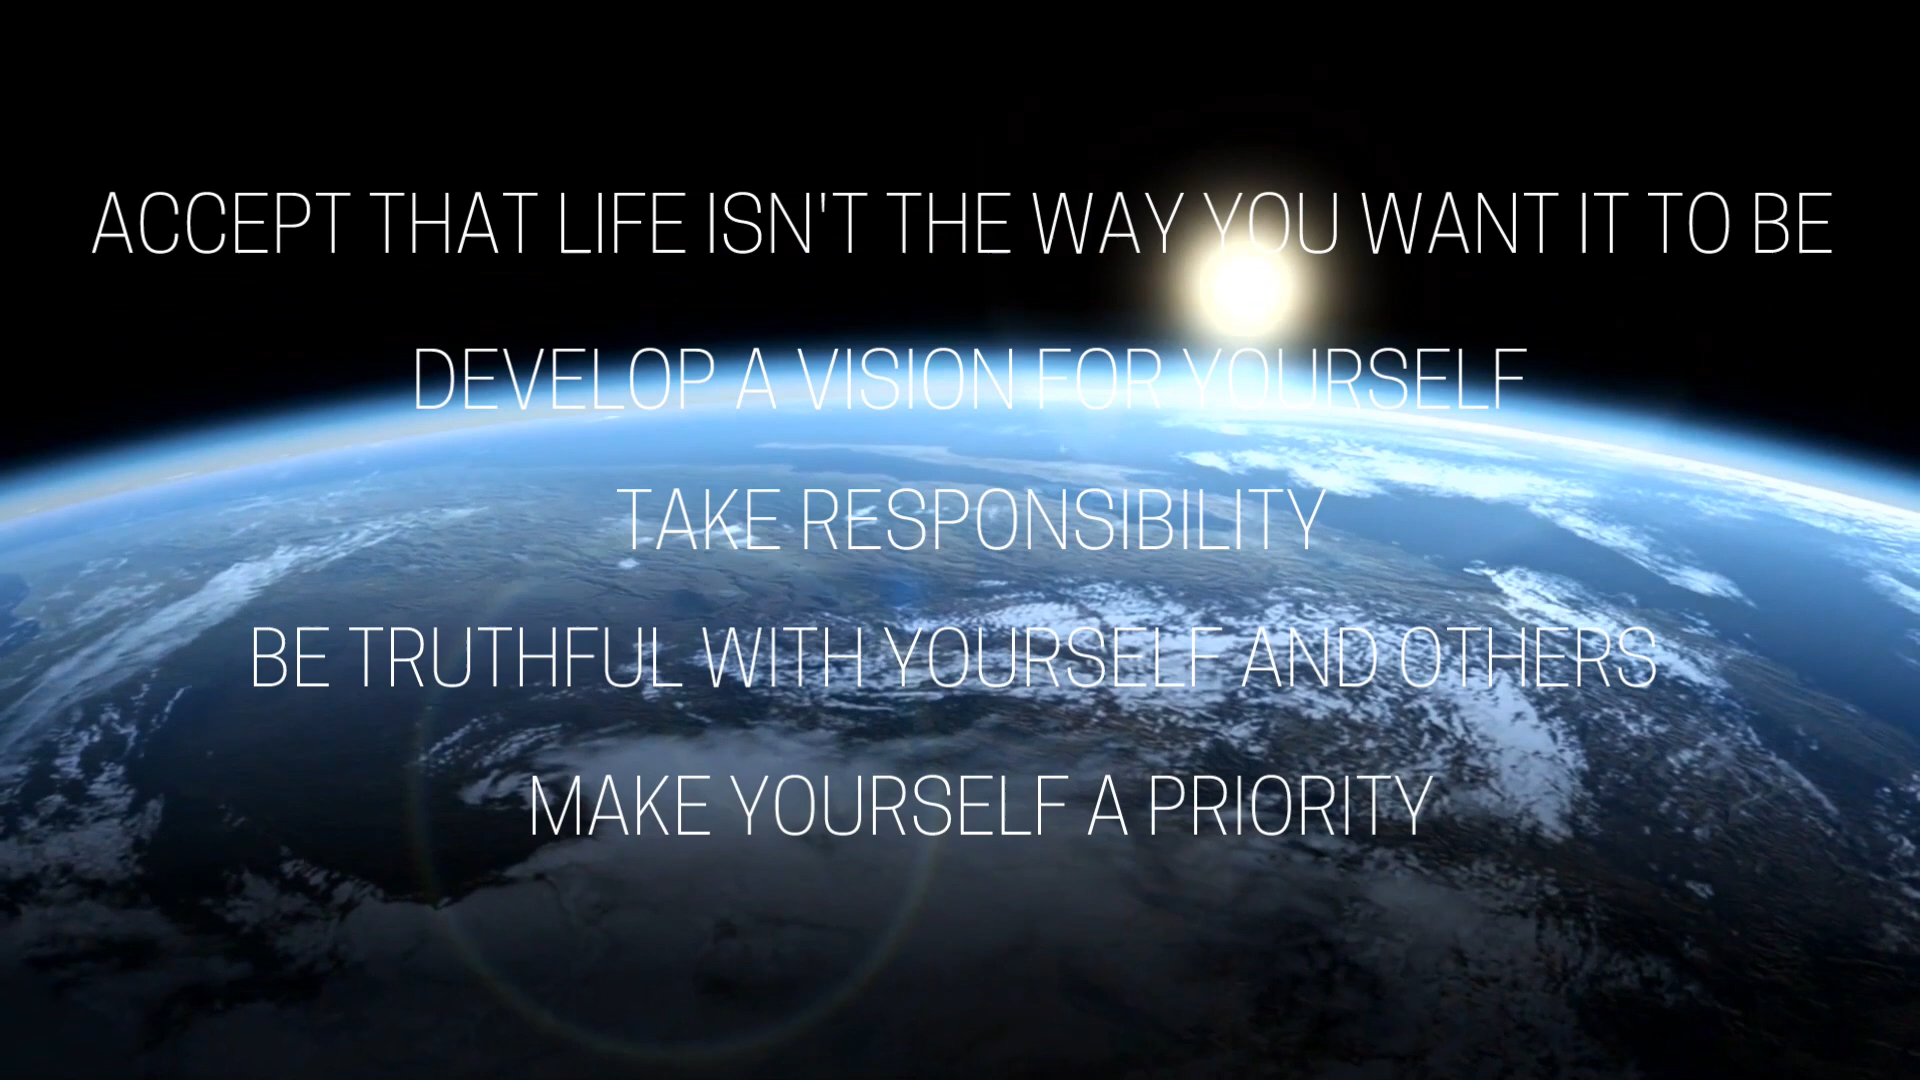 ACCEPT THAT LIFE ISN'T THE WAY YOU WANT IT TO BE
DEVELOP A VISION FOR YOURSELF
TAKE RESPONSIBILITY
BE TRUTHFUL WITH YOURSELF AND OTHERS
MAKE YOURSELF A PRIORITY